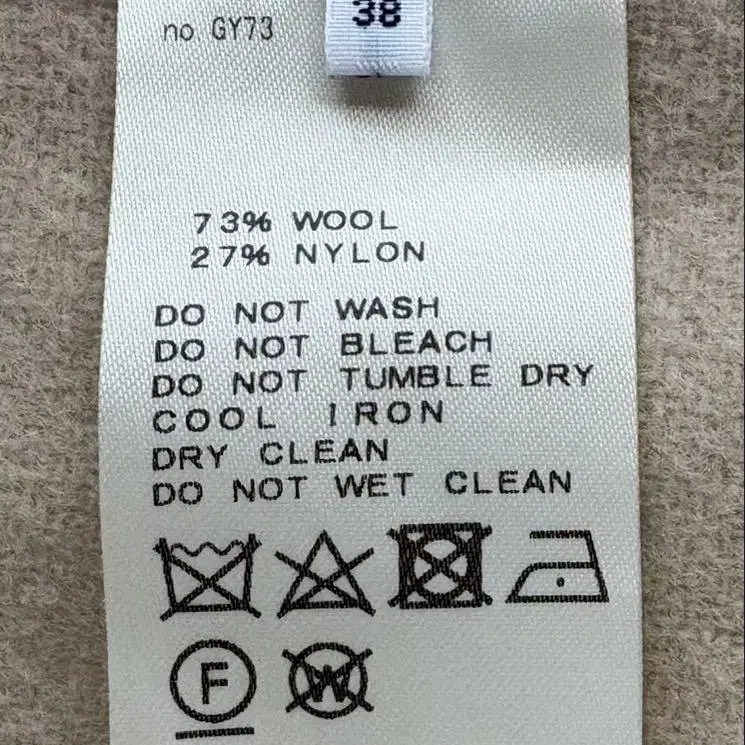 no. GY73
38
73% WOOL
27% NYLON
DO NOT WASH
DO NOT BLEACH
DO NOT TUMBLE DRY
COOL IRON
DRY CLEAN
DO NOT WET CLEAN
F
W